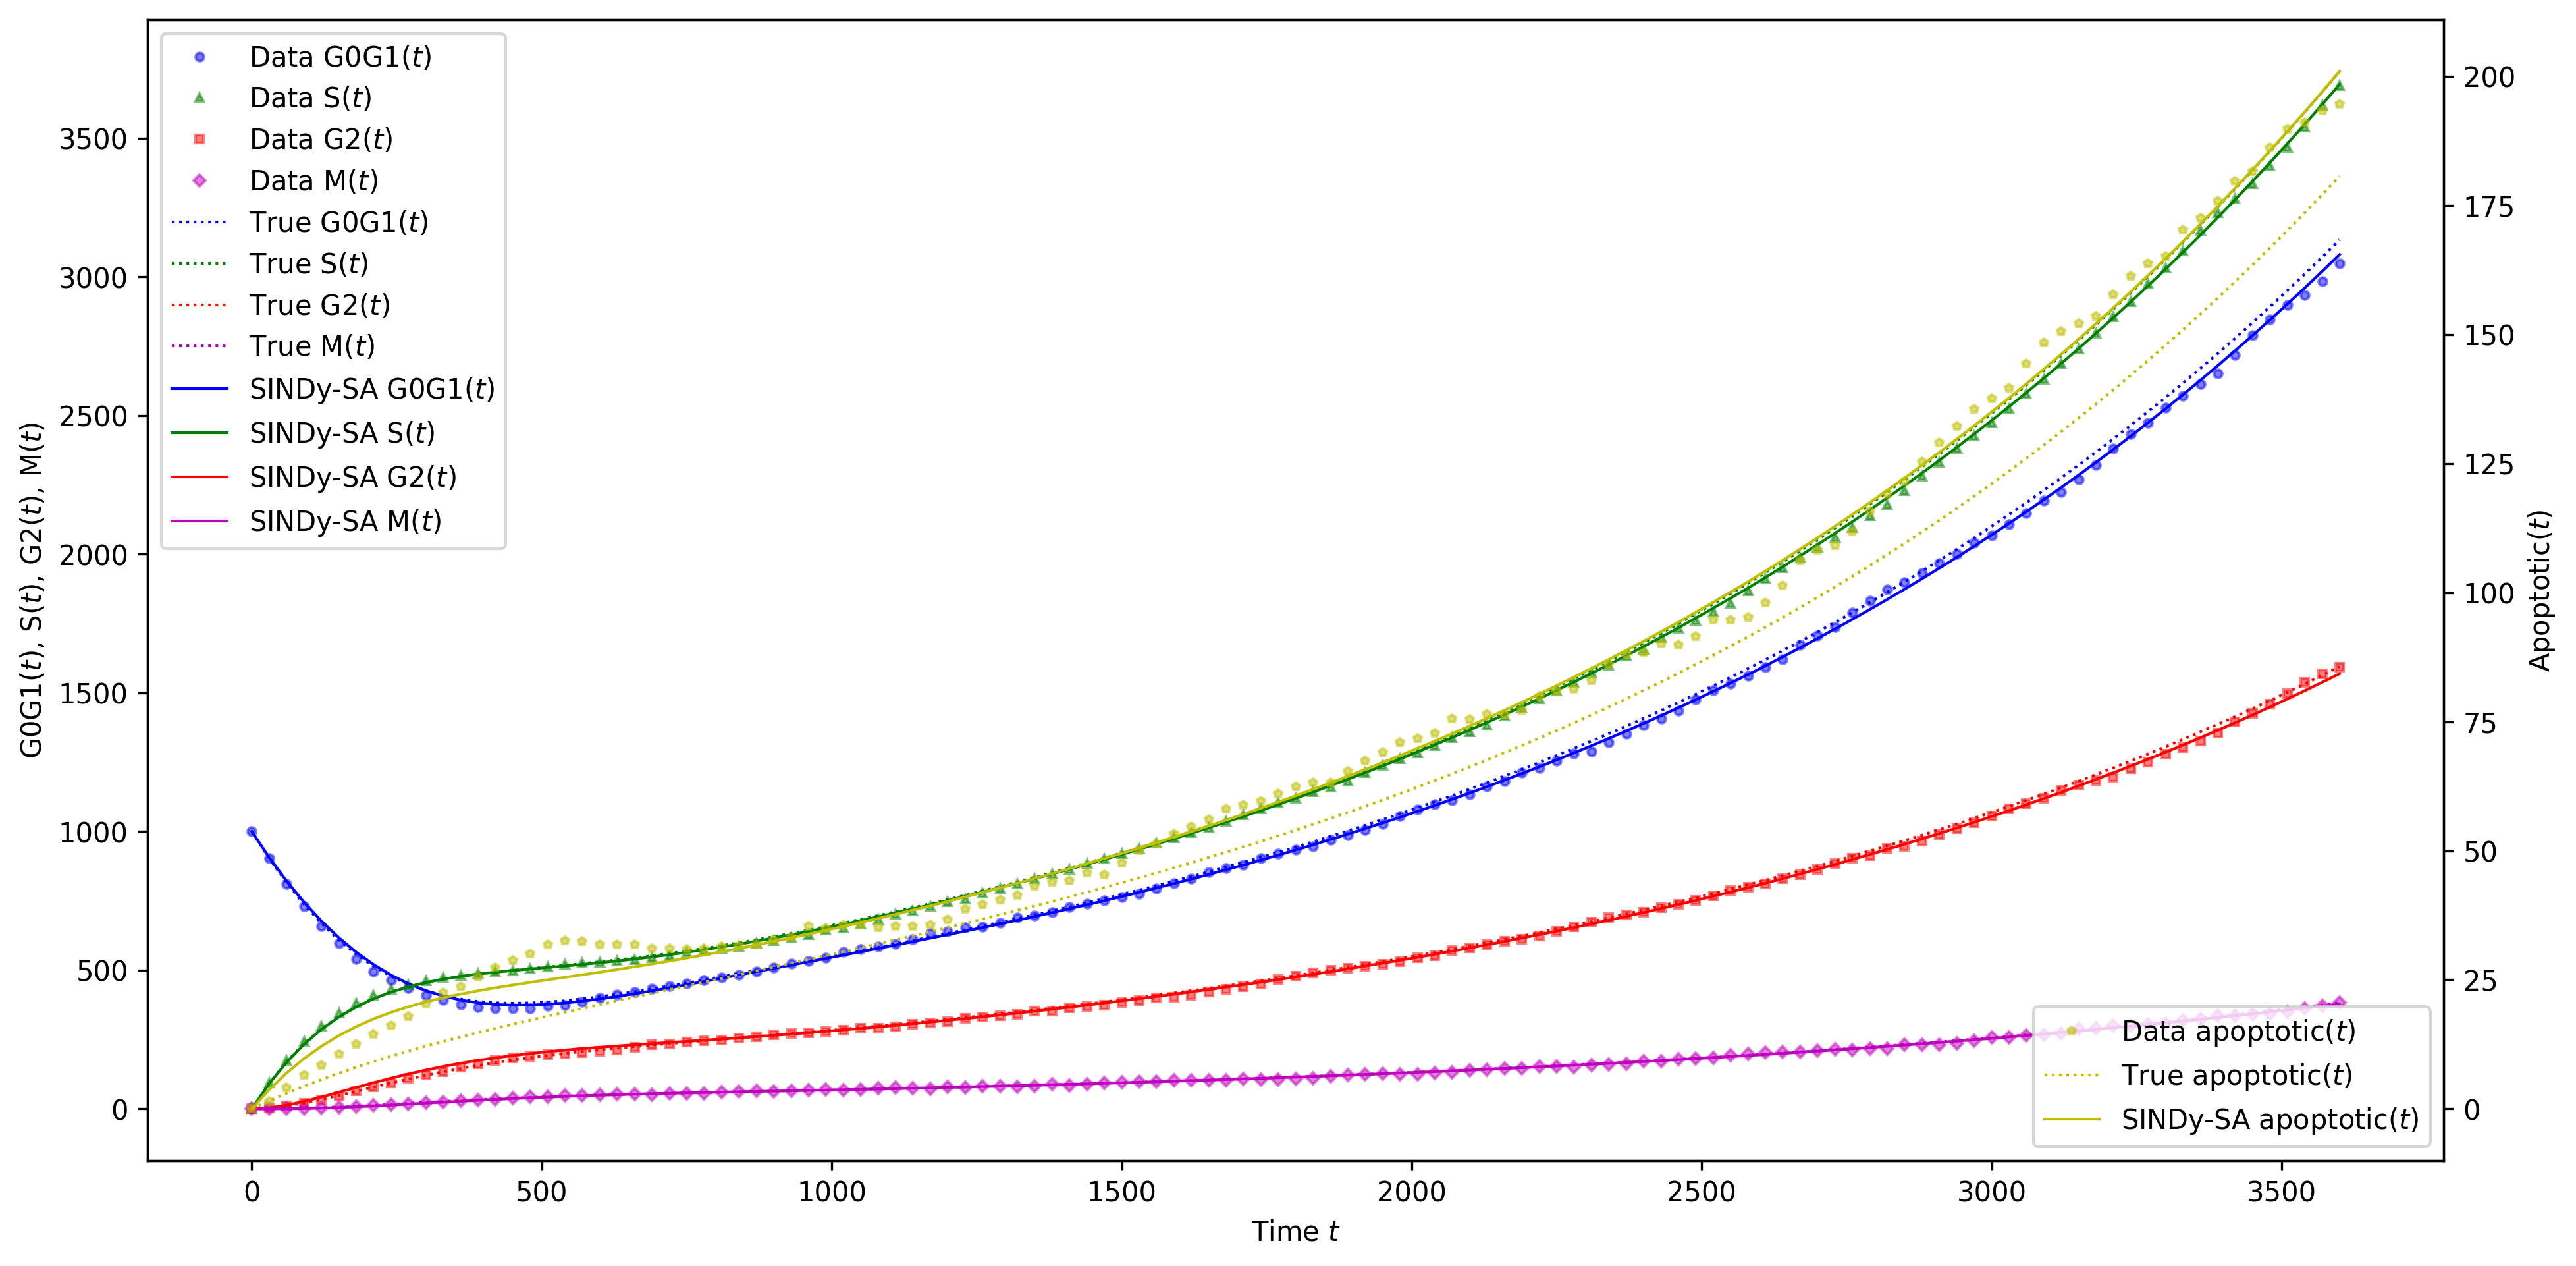 Data G0G1(t)
Data S(t)
Data G2(t)
Data M(t)
True G0G1(t)
True S(t)
True G2(t)
True M(t)
SINDy-SA G0G1(t)
SINDy-SA S(t)
SINDy-SA G2(t)
SINDy-SA M(t)
G0G1(t), S(t), G2(t), M(t)
3500
3000
2500
2000
1500
1000
500
0
200
175
150
125
100
75
50
25
0
Apoptotic(t)
Data apoptotic(t)
True apoptotic(t)
SINDy-SA apoptotic(t)
0 500 1000 1500 2000 2500 3000 3500
Time t